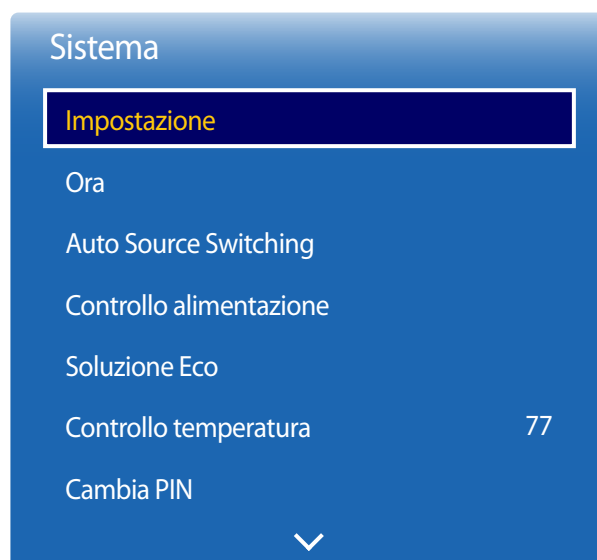 Sistema
Impostazione
Ora
Auto Source Switching
Controllo alimentazione
Soluzione Eco
Controllo temperatura 77
Cambia PIN